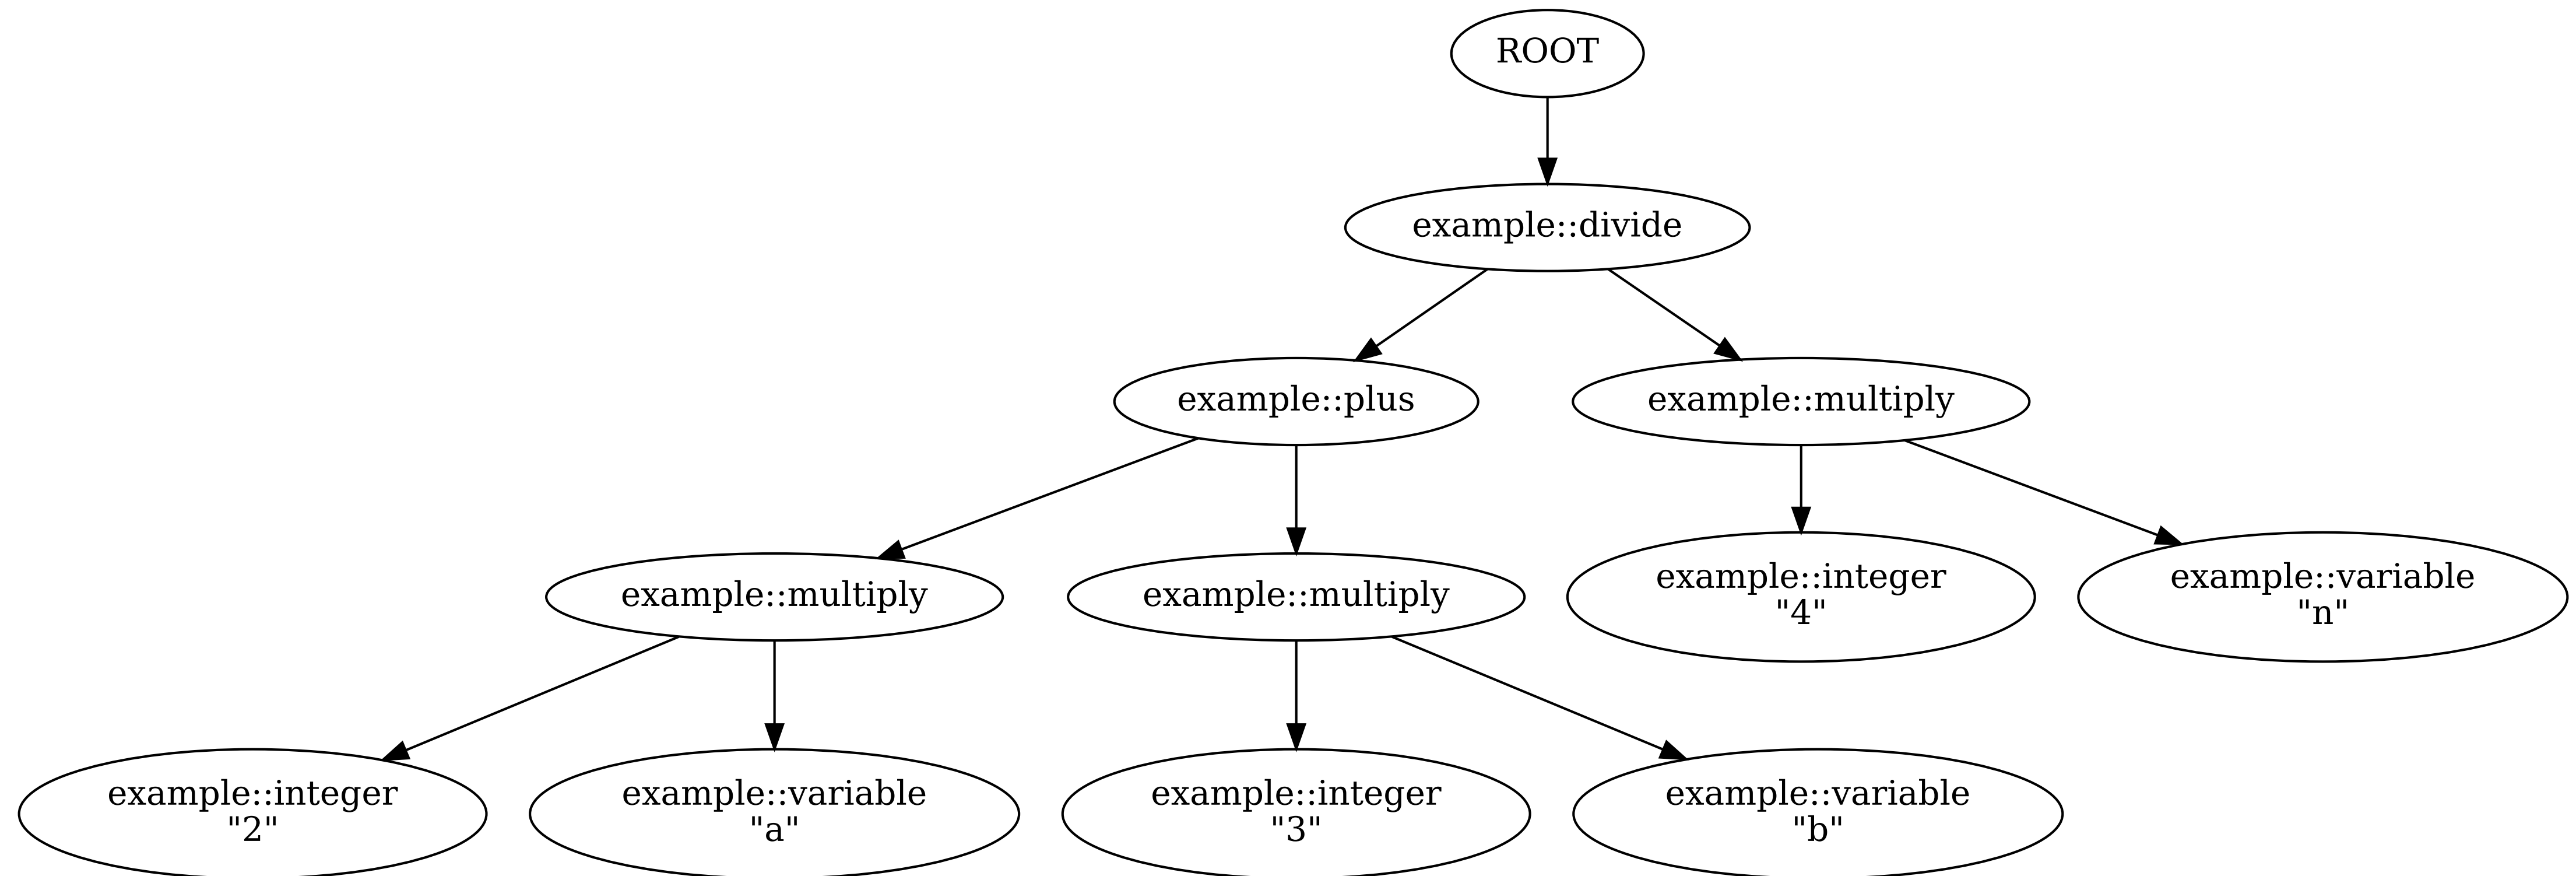 ROOT
example::divide
example::plus
example::multiply
example::multiply
example::multiply
example::integer
"4"
example::variable
"n"
example::integer
"2"
example::variable
"a"
example::integer
"3"
example::variable
"b"